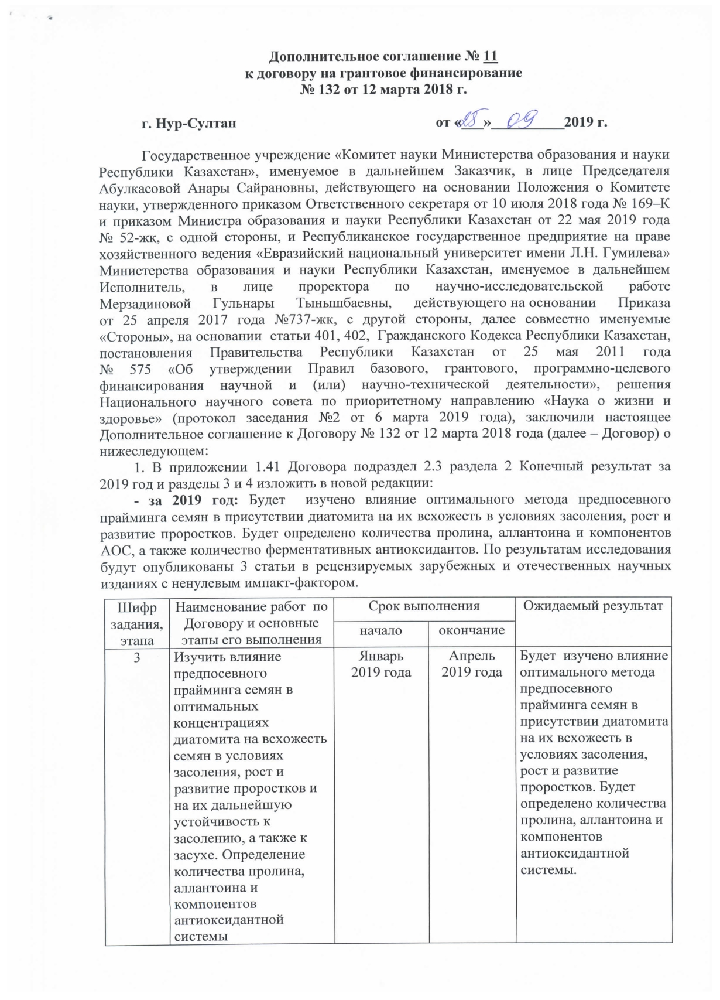 Дополнительное соглашение № 11
к договору на грантовое финансирование
№ 132 от 12 марта 2018 г.
г. Нур-Султан от «25» 09 2019 г.
Государственное учреждение «Комитет науки Министерства образования и науки
Республики Казахстан», именуемое в дальнейшем Заказчик, в лице Председателя
Абулкасовой Анары Сайрановны, действующего на основании Положения о Комитете
науки, утвержденного приказом Ответственного секретаря от 10 июля 2018 года № 169–К
и приказом Министра образования и науки Республики Казахстан от 22 мая 2019 года
№ 52-жқ, с одной стороны, и Республиканское государственное предприятие на праве
хозяйственного ведения «Евразийский национальный университет имени Л.Н. Гумилева»
Министерства образования и науки Республики Казахстан, именуемое в дальнейшем
Исполнитель, в лице проректора по научно-исследовательской работе
Мерзадиновой Гульнары Тынышбаевны, действующего на основании Приказа
от 25 апреля 2017 года №737-жк, с другой стороны, далее совместно именуемые
«Стороны», на основании статьи 401, 402, Гражданского Кодекса Республики Казахстан,
постановления Правительства Республики Казахстан от 25 мая 2011 года
№ 575 «Об утверждении Правил базового, грантового, программно-целевого
финансирования научной и (или) научно-технической деятельности», решения
Национального научного совета по приоритетному направлению «Наука о жизни и
здоровье» (протокол заседания №2 от 6 марта 2019 года), заключили настоящее
Дополнительное соглашение к Договору № 132 от 12 марта 2018 года (далее – Договор) о
нижеследующем:
1. В приложении 1.41 Договора подраздел 2.3 раздела 2 Конечный результат за
2019 год и разделы 3 и 4 изложить в новой редакции:
- за 2019 год: Будет изучено влияние оптимального метода предпосевного
прайминга семян в присутствии диатомита на их всхожесть в условиях засоления, рост и
развитие проростков. Будет определено количества пролина, аллантоина и компонентов
АОС, а также количество ферментативных антиоксидантов. По результатам исследования
будут опубликованы 3 статьи в рецензируемых зарубежных и отечественных научных
изданиях с ненулевым импакт-фактором.
Шифр
задания,
этапа
Наименование работ по
Договору и основные
этапы его выполнения
Срок выполнения
начало
окончание
Ожидаемый результат
3
Изучить влияние
предпосевного
прайминга семян в
оптимальных
концентрациях
диатомита на всхожесть
семян в условиях
засоления, рост и
развитие проростков и
на их дальнейшую
устойчивость к
засолению, а также к
засухе. Определение
количества пролина,
аллантоина и
компонентов
антиоксидантной
системы
Январь
2019 года
Апрель
2019 года
Будет изучено влияние
оптимального метода
предпосевного
прайминга семян в
присутствии диатомита
на их всхожесть в
условиях засоления,
рост и развитие
проростков. Будет
определено количества
пролина, аллантоина и
компонентов
антиоксидантной
системы.